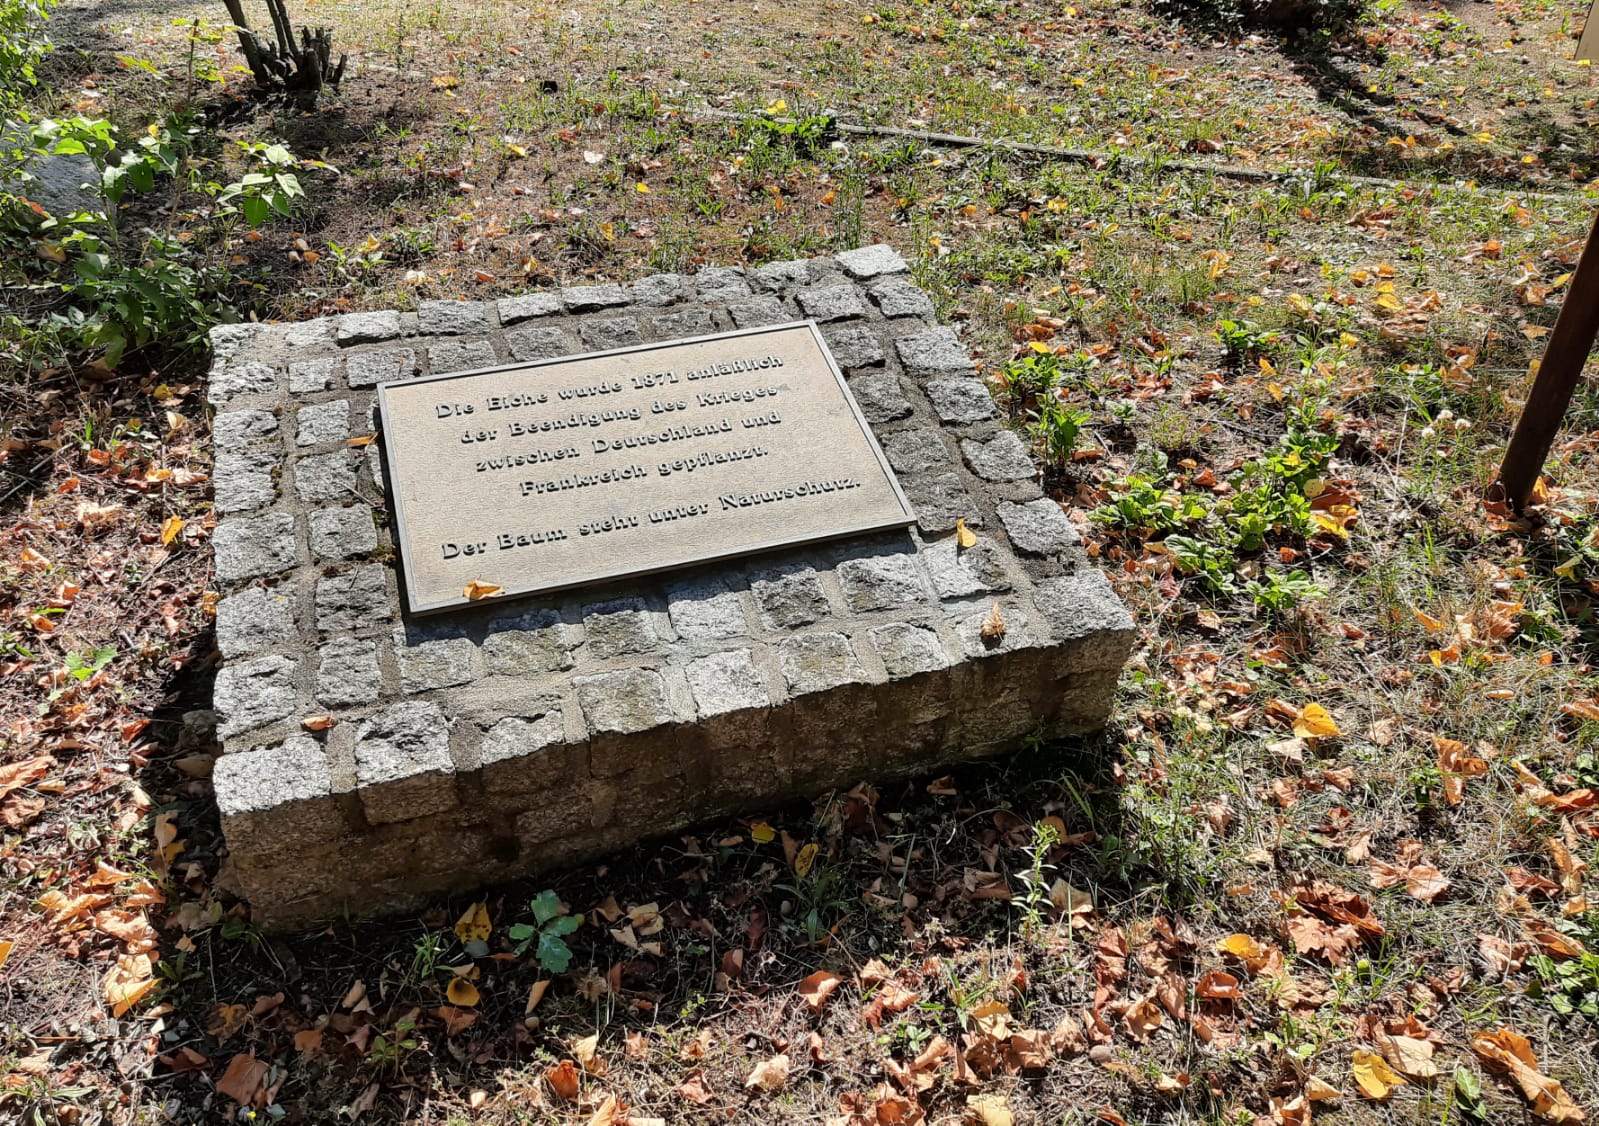 Die Eiche wurde 1871 anläßlich
der Beendigung des Krieges
zwischen Deutschland und
Frankreich gepflanzt.
Der Baum steht unter Naturschutz.